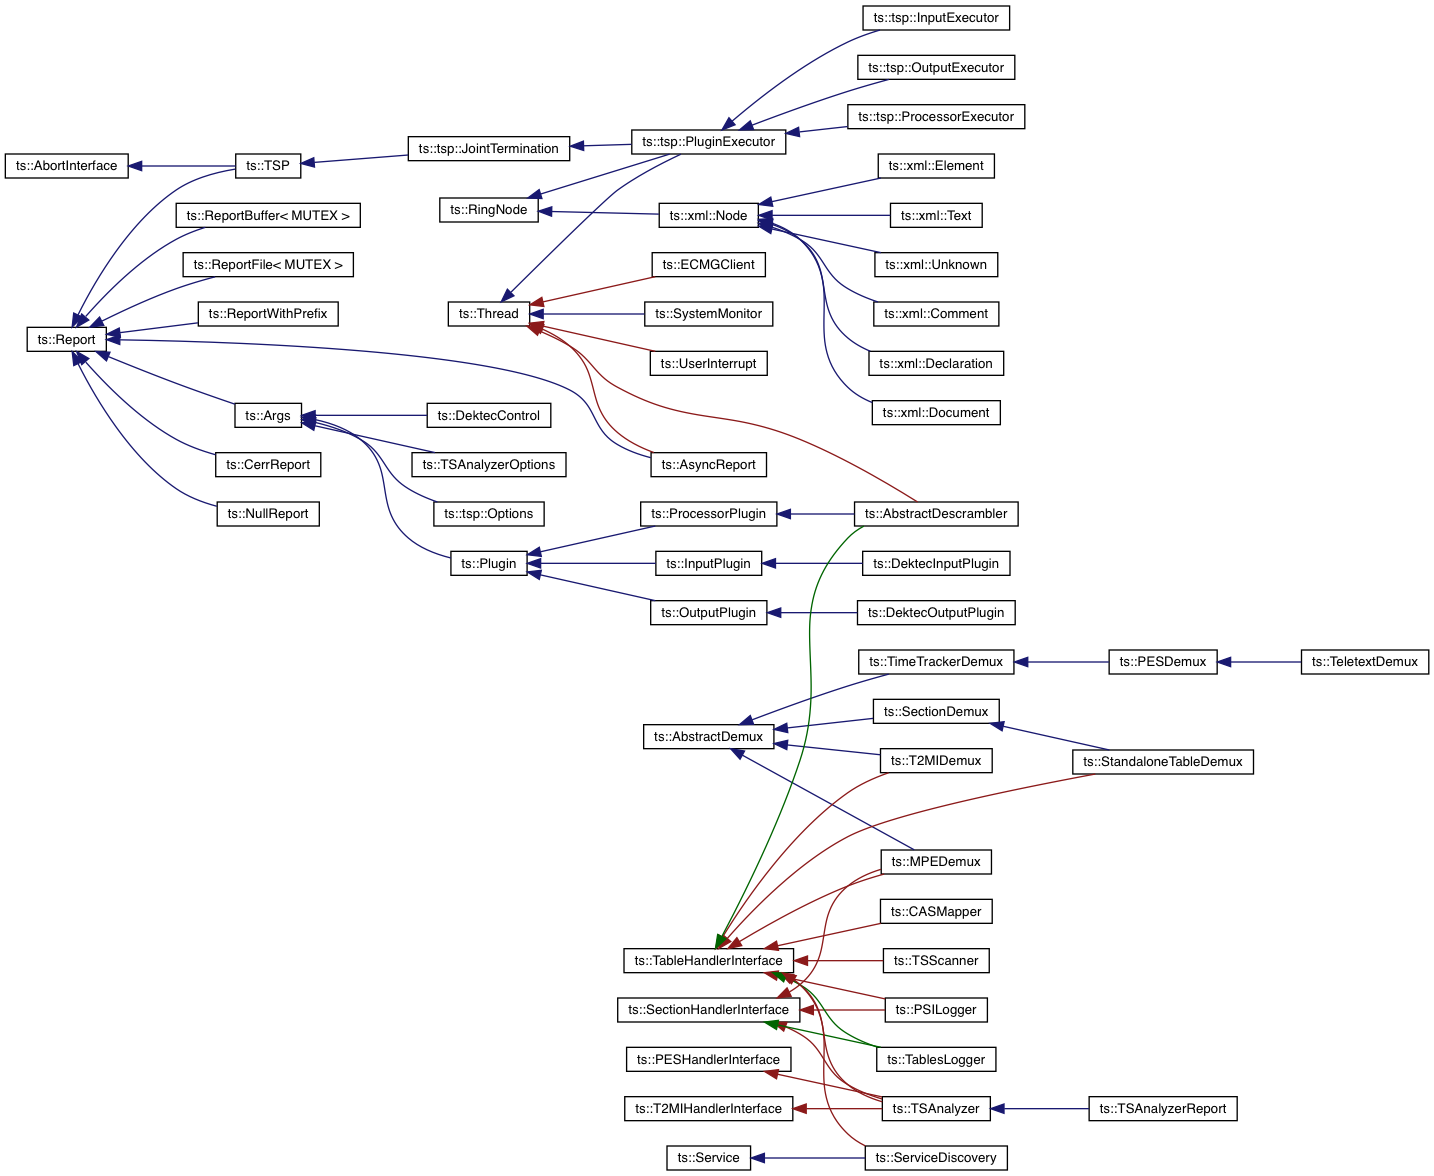 ts::tsp::InputExecutor
ts::tsp::OutputExecutor
ts::tsp::ProcessorExecutor
ts::tsp::PluginExecutor
ts::tsp::JointTermination
ts::AbortInterface
ts::TSP
ts::xml::Element
ts::RingNode
ts::xml::Node
ts::xml::Text
ts::ReportBuffer< MUTEX >
ts::ReportFile< MUTEX >
ts::ECMGClient
ts::xml::Unknown
ts::ReportWithPrefix
ts::Thread
ts::SystemMonitor
ts::xml::Comment
ts::Report
ts::UserInterrupt
ts::xml::Declaration
ts::Args
ts::DektecControl
ts::xml::Document
ts::CerrReport
ts::TSAnalyzerOptions
ts::AsyncReport
ts::NullReport
ts::tsp::Options
ts::ProcessorPlugin
ts::AbstractDescrambler
ts::Plugin
ts::InputPlugin
ts::DektecInputPlugin
ts::OutputPlugin
ts::DektecOutputPlugin
ts::TimeTrackerDemux
ts::PESDemux
ts::TeletextDemux
ts::SectionDemux
ts::AbstractDemux
ts::T2MIDemux
ts::StandaloneTableDemux
ts::MPEDemux
ts::CASMapper
ts::TableHandlerInterface
ts::TSScanner
ts::SectionHandlerInterface
ts::PSILogger
ts::PESHandlerInterface
ts::TablesLogger
ts::T2MIHandlerInterface
ts::TSAnalyzer
ts::TSAnalyzerReport
ts::Service
ts::ServiceDiscovery